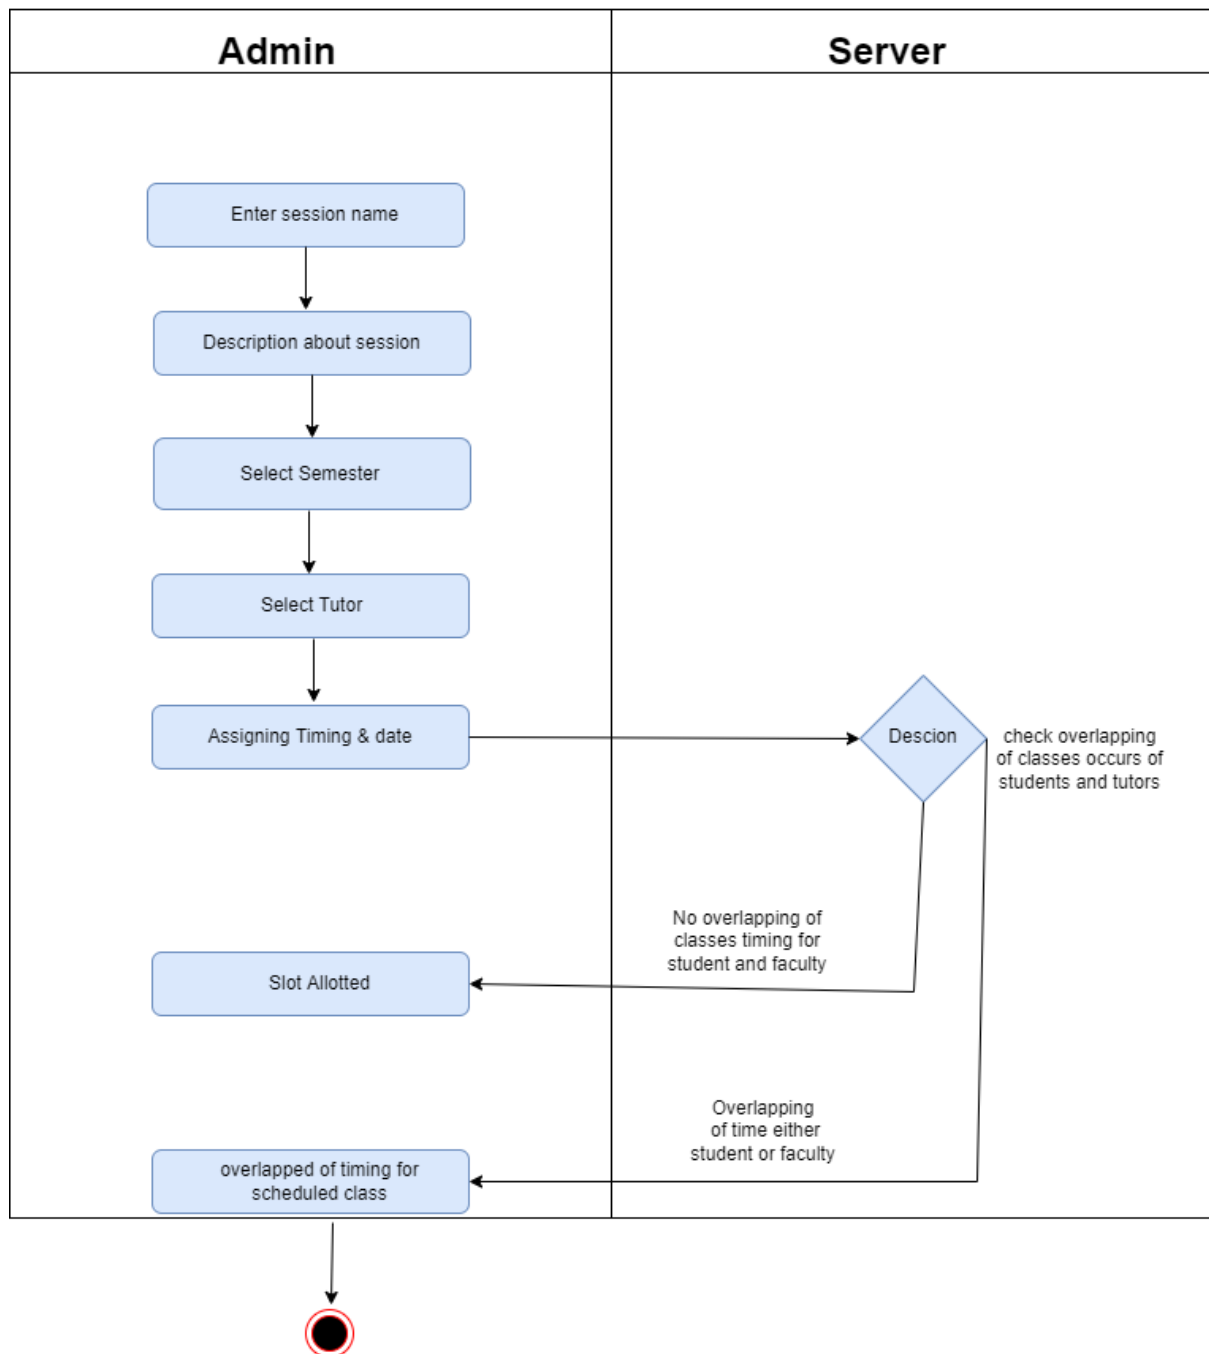 Admin
Server
Enter session name
Description about session
Select Semester
Select Tutor
Assigning Timing & date
Descion
check overlapping
of classes occurs of
students and tutors
No overlapping of
classes timing for
student and faculty
Slot Allotted
Overlapping
of time either
student or faculty
overlapped of timing for
scheduled class